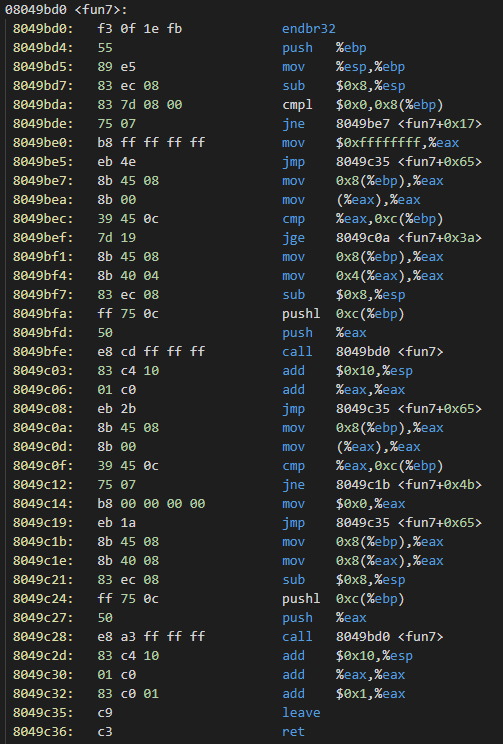 08049bd0 <fun7>:
8049bd0: f3 0f 1e fb endbr32
8049bd4: 55 push %ebp
8049bd5: 89 e5 mov %esp,%ebp
8049bd7: 83 ec 08 sub $0x8,%esp
8049bda: 83 7d 08 00 cmpl $0x0,0x8(%ebp)
8049bde: 75 07 jne 8049be7 <fun7+0x17>
8049be0: b8 ff ff ff ff mov $0xffffffff,%eax
8049be5: eb 4e jmp 8049c35 <fun7+0x65>
8049be7: 8b 45 08 mov 0x8(%ebp),%eax
8049bea: 8b 00 mov (%eax),%eax
8049bec: 39 45 0c cmp %eax,0xc(%ebp)
8049bef: 7d 19 jge 8049c0a <fun7+0x3a>
8049bf1: 8b 45 08 mov 0x8(%ebp),%eax
8049bf4: 8b 40 04 mov 0x4(%eax),%eax
8049bf7: 83 ec 08 sub $0x8,%esp
8049bfa: ff 75 0c pushl 0xc(%ebp)
8049bfd: 50 push %eax
8049bfe: e8 cd ff ff ff call 8049bd0 <fun7>
8049c03: 83 c4 10 add $0x10,%esp
8049c06: 01 c0 add %eax,%eax
8049c08: eb 2b jmp 8049c35 <fun7+0x65>
8049c0a: 8b 45 08 mov 0x8(%ebp),%eax
8049c0d: 8b 00 mov (%eax),%eax
8049c0f: 39 45 0c cmp %eax,0xc(%ebp)
8049c12: 75 07 jne 8049c1b <fun7+0x4b>
8049c14: b8 00 00 00 00 mov $0x0,%eax
8049c19: eb 1a jmp 8049c35 <fun7+0x65>
8049c1b: 8b 45 08 mov 0x8(%ebp),%eax
8049c1e: 8b 40 08 mov 0x8(%eax),%eax
8049c21: 83 ec 08 sub $0x8,%esp
8049c24: ff 75 0c pushl 0xc(%ebp)
8049c27: 50 push %eax
8049c28: e8 a3 ff ff ff call 8049bd0 <fun7>
8049c2d: 83 c4 10 add $0x10,%esp
8049c30: 01 c0 add %eax,%eax
8049c32: 83 c0 01 add $0x1,%eax
8049c35: c9 leave
8049c36: c3 ret